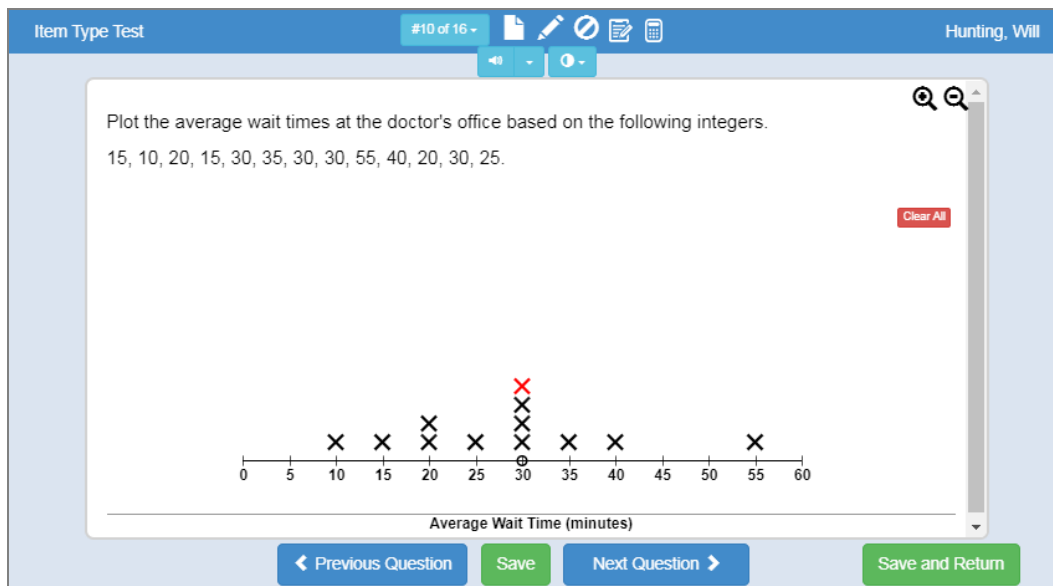 Item Type Test
#10 of 16
Hunting, Will
Plot the average wait times at the doctor's office based on the following integers.
15, 10, 20, 15, 30, 35, 30, 30, 55, 40, 20, 30, 25.
Clear All
0 5 10 15 20 25 30 35 40 45 50 55 60
Average Wait Time (minutes)
Previous Question Save Next Question Save and Return